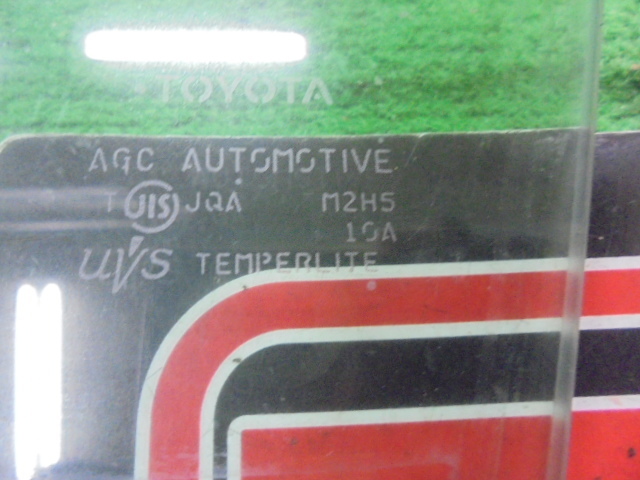 TOYOTA
AGC AUTOMOTIVE
T JIS JQA M2H5
10A
UVS TEMPERLITE